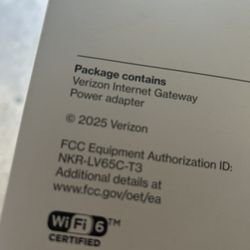 Package contains
Verizon Internet Gateway
Power adapter
© 2025 Verizon
FCC Equipment Authorization ID:
NKR-LV65C-T3
Additional details at
www.fcc.gov/oet/ea
Wi Fi 6™
CERTIFIED